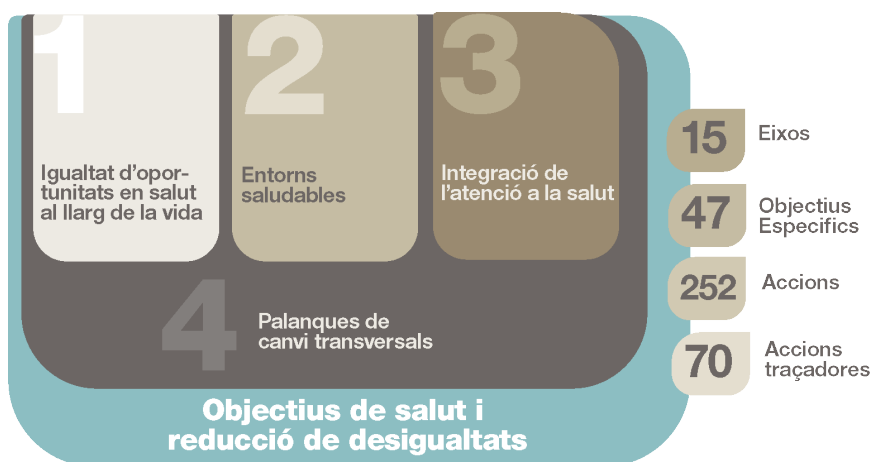 1
Igualtat d'opor-
tunitats en salut
al llarg de la vida
2
Entorns
saludables
3
Integració de
l'atenció a la salut
4
Palanques de
canvi transversals
Objectius de salut i
reducció de desigualtats
15
Eixos
47
Objectius
Especifics
252
Accions
70
Accions
traçadores